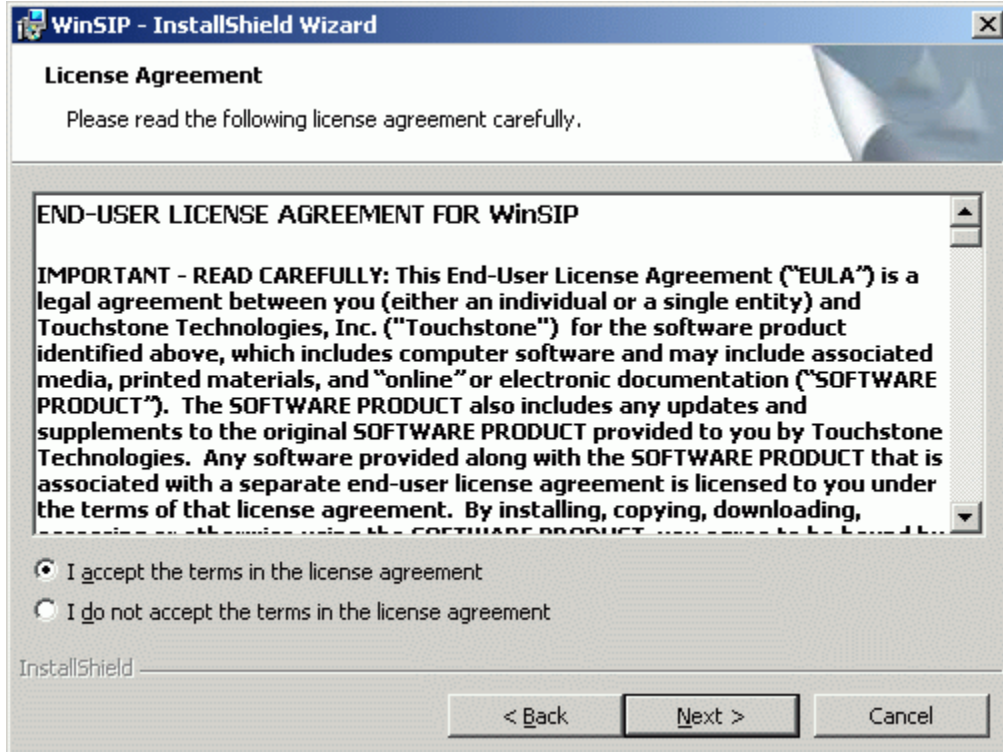 WinSIP - InstallShield Wizard
License Agreement
Please read the following license agreement carefully.
END-USER LICENSE AGREEMENT FOR WinSIP
IMPORTANT - READ CAREFULLY: This End-User License Agreement (“EULA”) is a
legal agreement between you (either an individual or a single entity) and
Touchstone Technologies, Inc. ("Touchstone")  for the software product
identified above, which includes computer software and may include associated
media, printed materials, and “online” or electronic documentation (“SOFTWARE
PRODUCT”).  The SOFTWARE PRODUCT also includes any updates and
supplements to the original SOFTWARE PRODUCT provided to you by Touchstone
Technologies.  Any software provided along with the SOFTWARE PRODUCT that is
associated with a separate end-user license agreement is licensed to you under
the terms of that license agreement.  By installing, copying, downloading,
I accept the terms in the license agreement
I do not accept the terms in the license agreement
InstallShield
< Back
Next >
Cancel